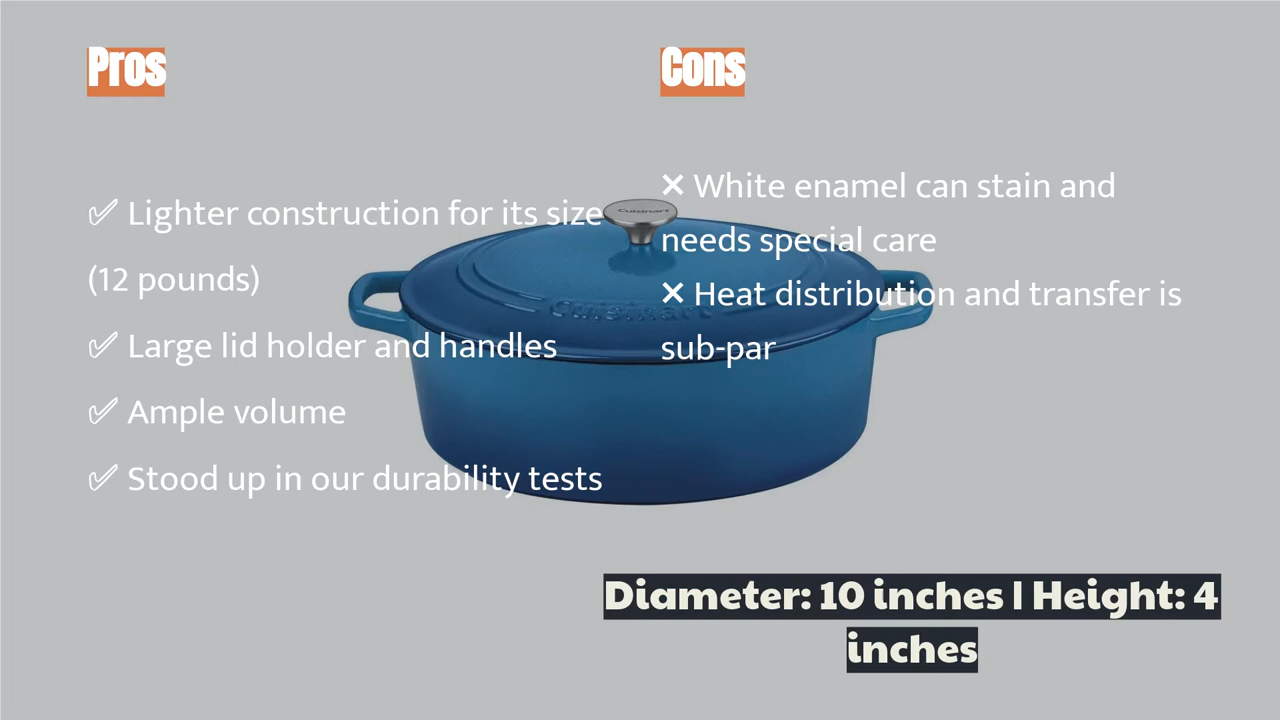 Pros
✅ Lighter construction for its size
(12 pounds)
✅ Large lid holder and handles
✅ Ample volume
✅ Stood up in our durability tests
Cons
❌ White enamel can stain and
needs special care
❌ Heat distribution and transfer is
sub-par
Cuisinart
Cuisinart
Diameter: 10 inches | Height: 4
inches